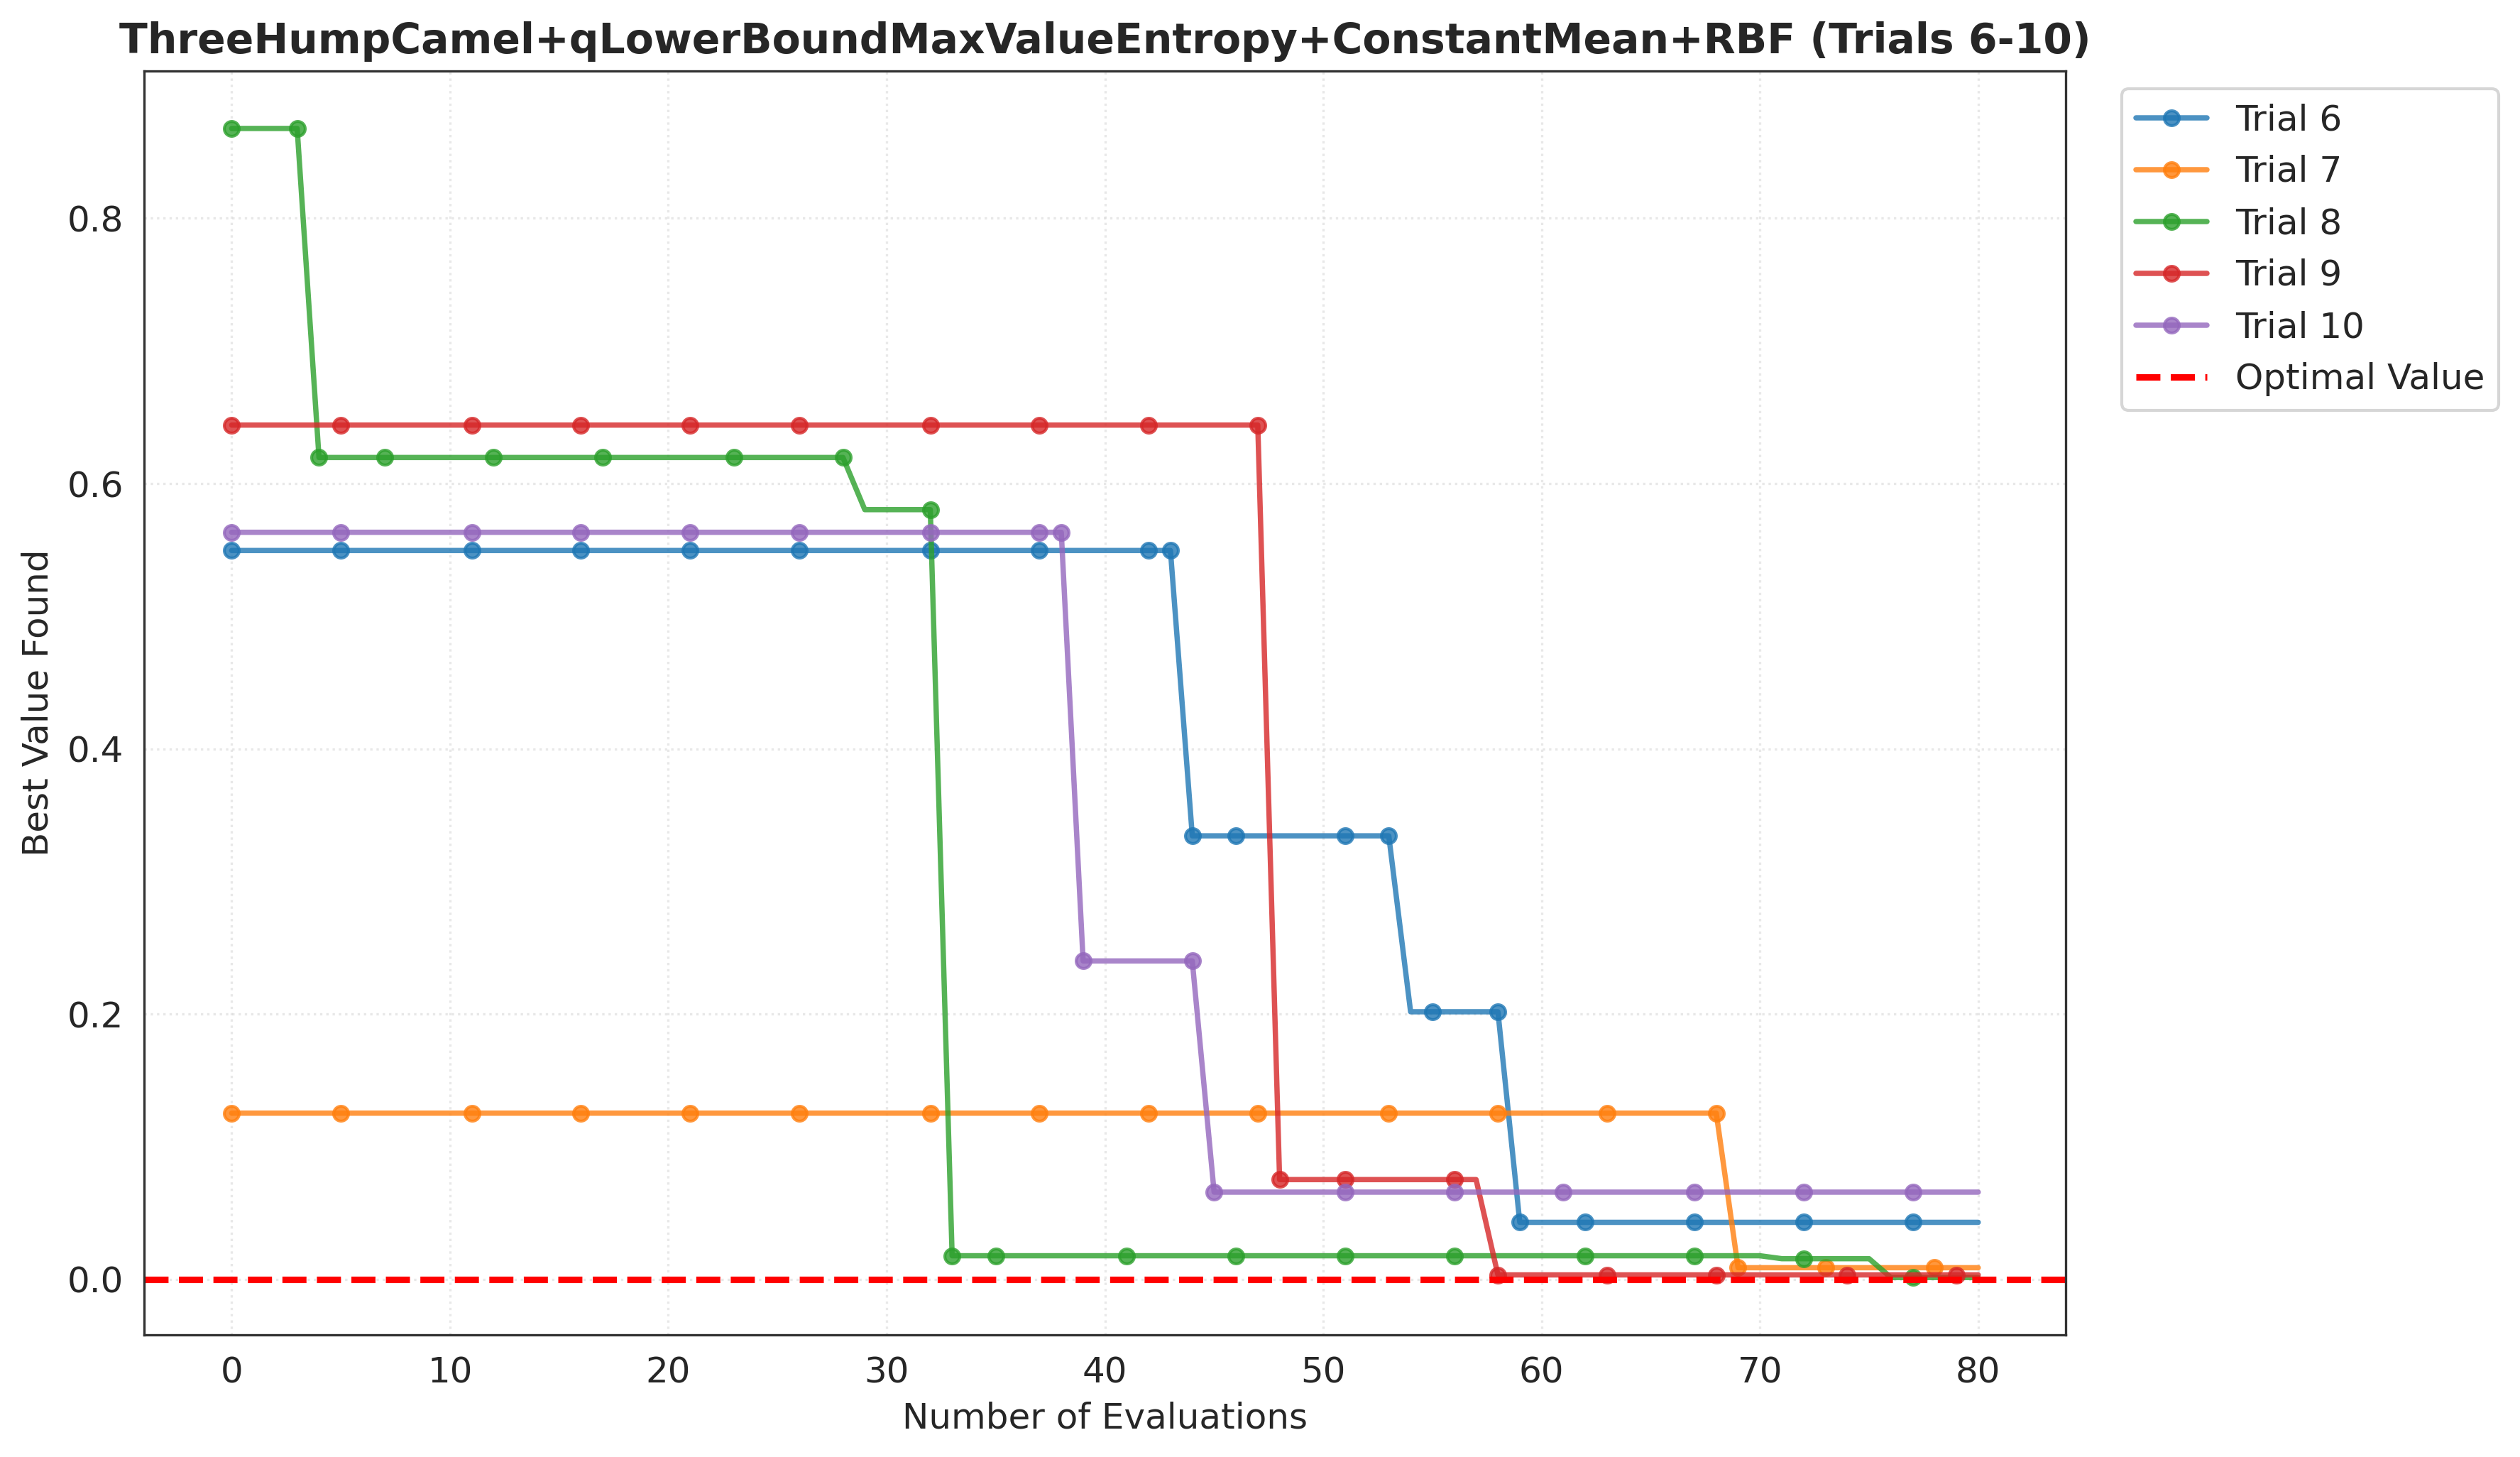 ThreeHumpCamel+qLowerBoundMaxValueEntropy+ConstantMean+RBF (Trials 6-10)
Trial 6
Trial 7
Trial 8
Trial 9
Trial 10
Optimal Value
Best Value Found
0.8
0.6
0.4
0.2
0.0
0 10 20 30 40 50 60 70 80
Number of Evaluations